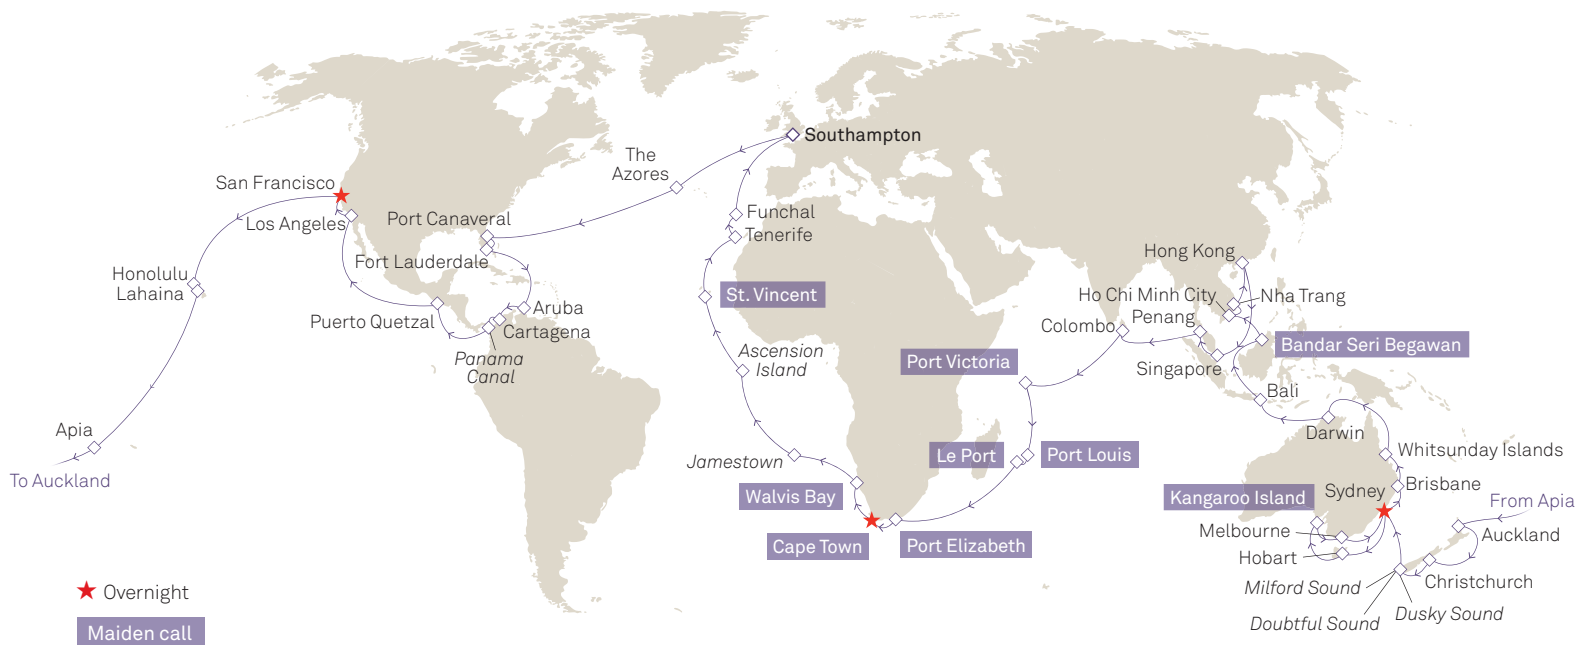 Southampton
The
Azores
San Francisco
Los Angeles
Port Canaveral
Fort Lauderdale
Funchal
Tenerife
Hong Kong
Honolulu
Lahaina
St. Vincent
Ho Chi Minh City
Nha Trang
Penang
Colombo
Aruba
Puerto Quetzal
Cartagena
Panama
Canal
Ascension
Island
Port Victoria
Bandar Seri Begawan
Singapore
Bali
Apia
To Auckland
Darwin
Jamestown
Le Port
Port Louis
Whitsunday Islands
Walvis Bay
Kangaroo Island
Sydney
Brisbane
From Apia
Melbourne
Auckland
Cape Town
Port Elizabeth
Hobart
Christchurch
Milford Sound
Dusky Sound
Doubtful Sound
Overnight
Maiden call